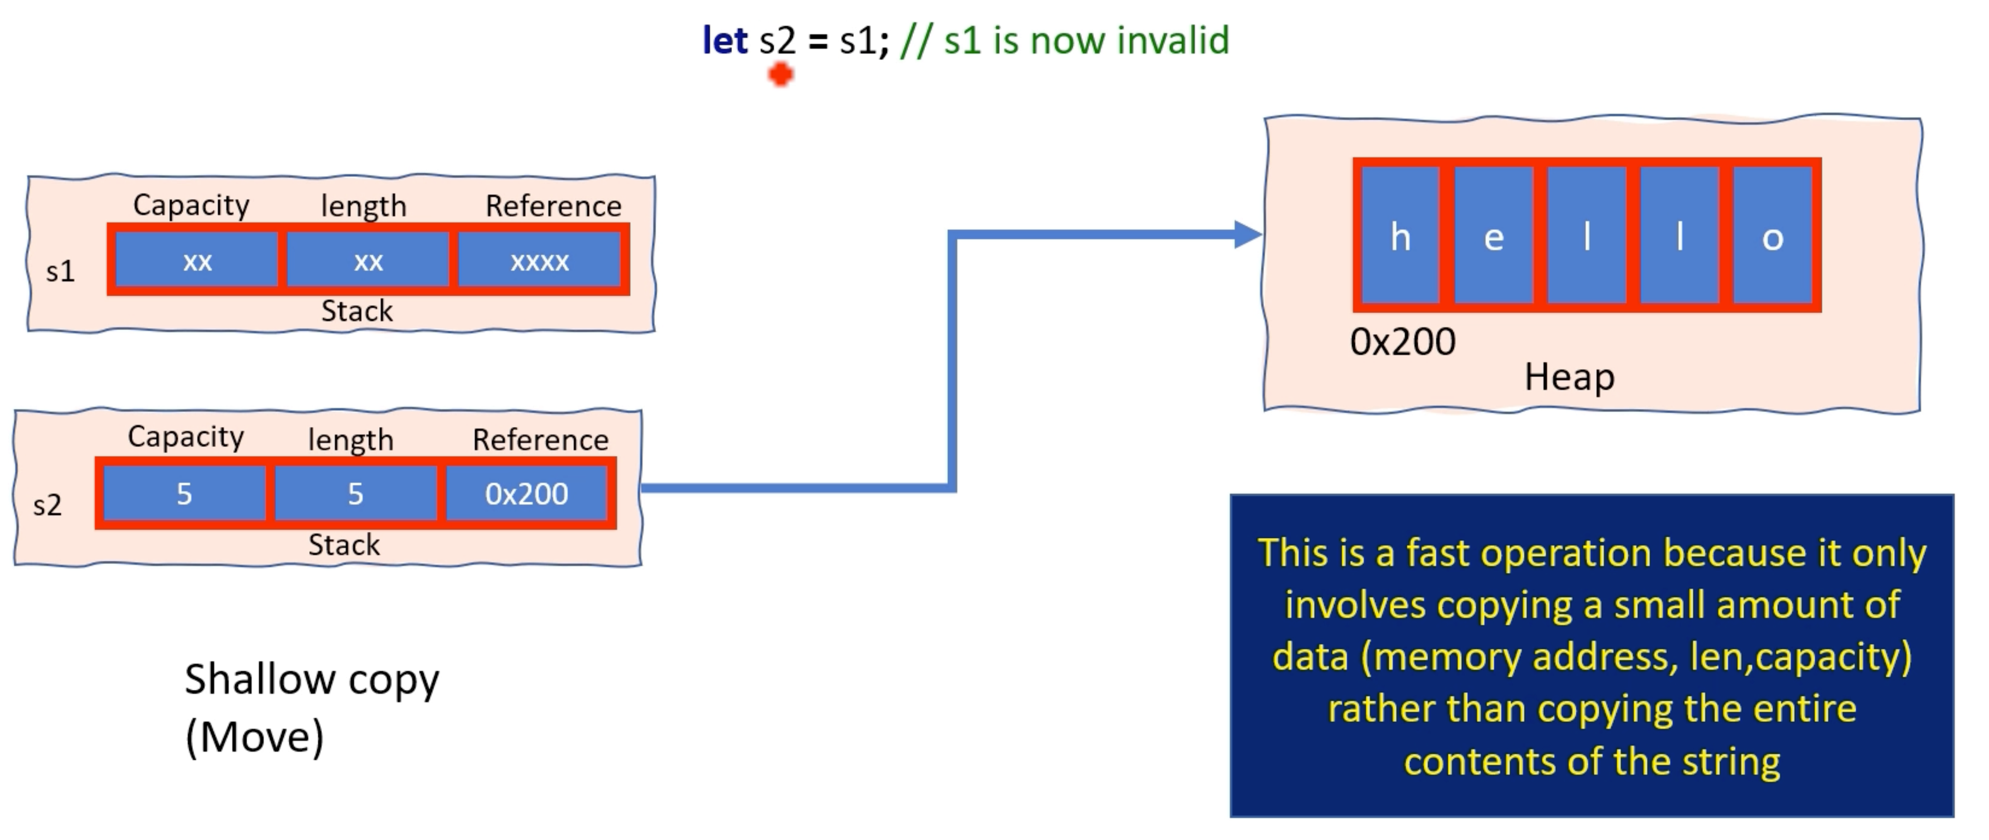 let s2 = s1; // s1 is now invalid
Capacity length Reference
s1 xx xx xxxx
Stack
h e l l o
0x200
Heap
Capacity length Reference
s2 5 5 0x200
Stack
Shallow copy
(Move)
This is a fast operation because it only
involves copying a small amount of
data (memory address, len,capacity)
rather than copying the entire
contents of the string